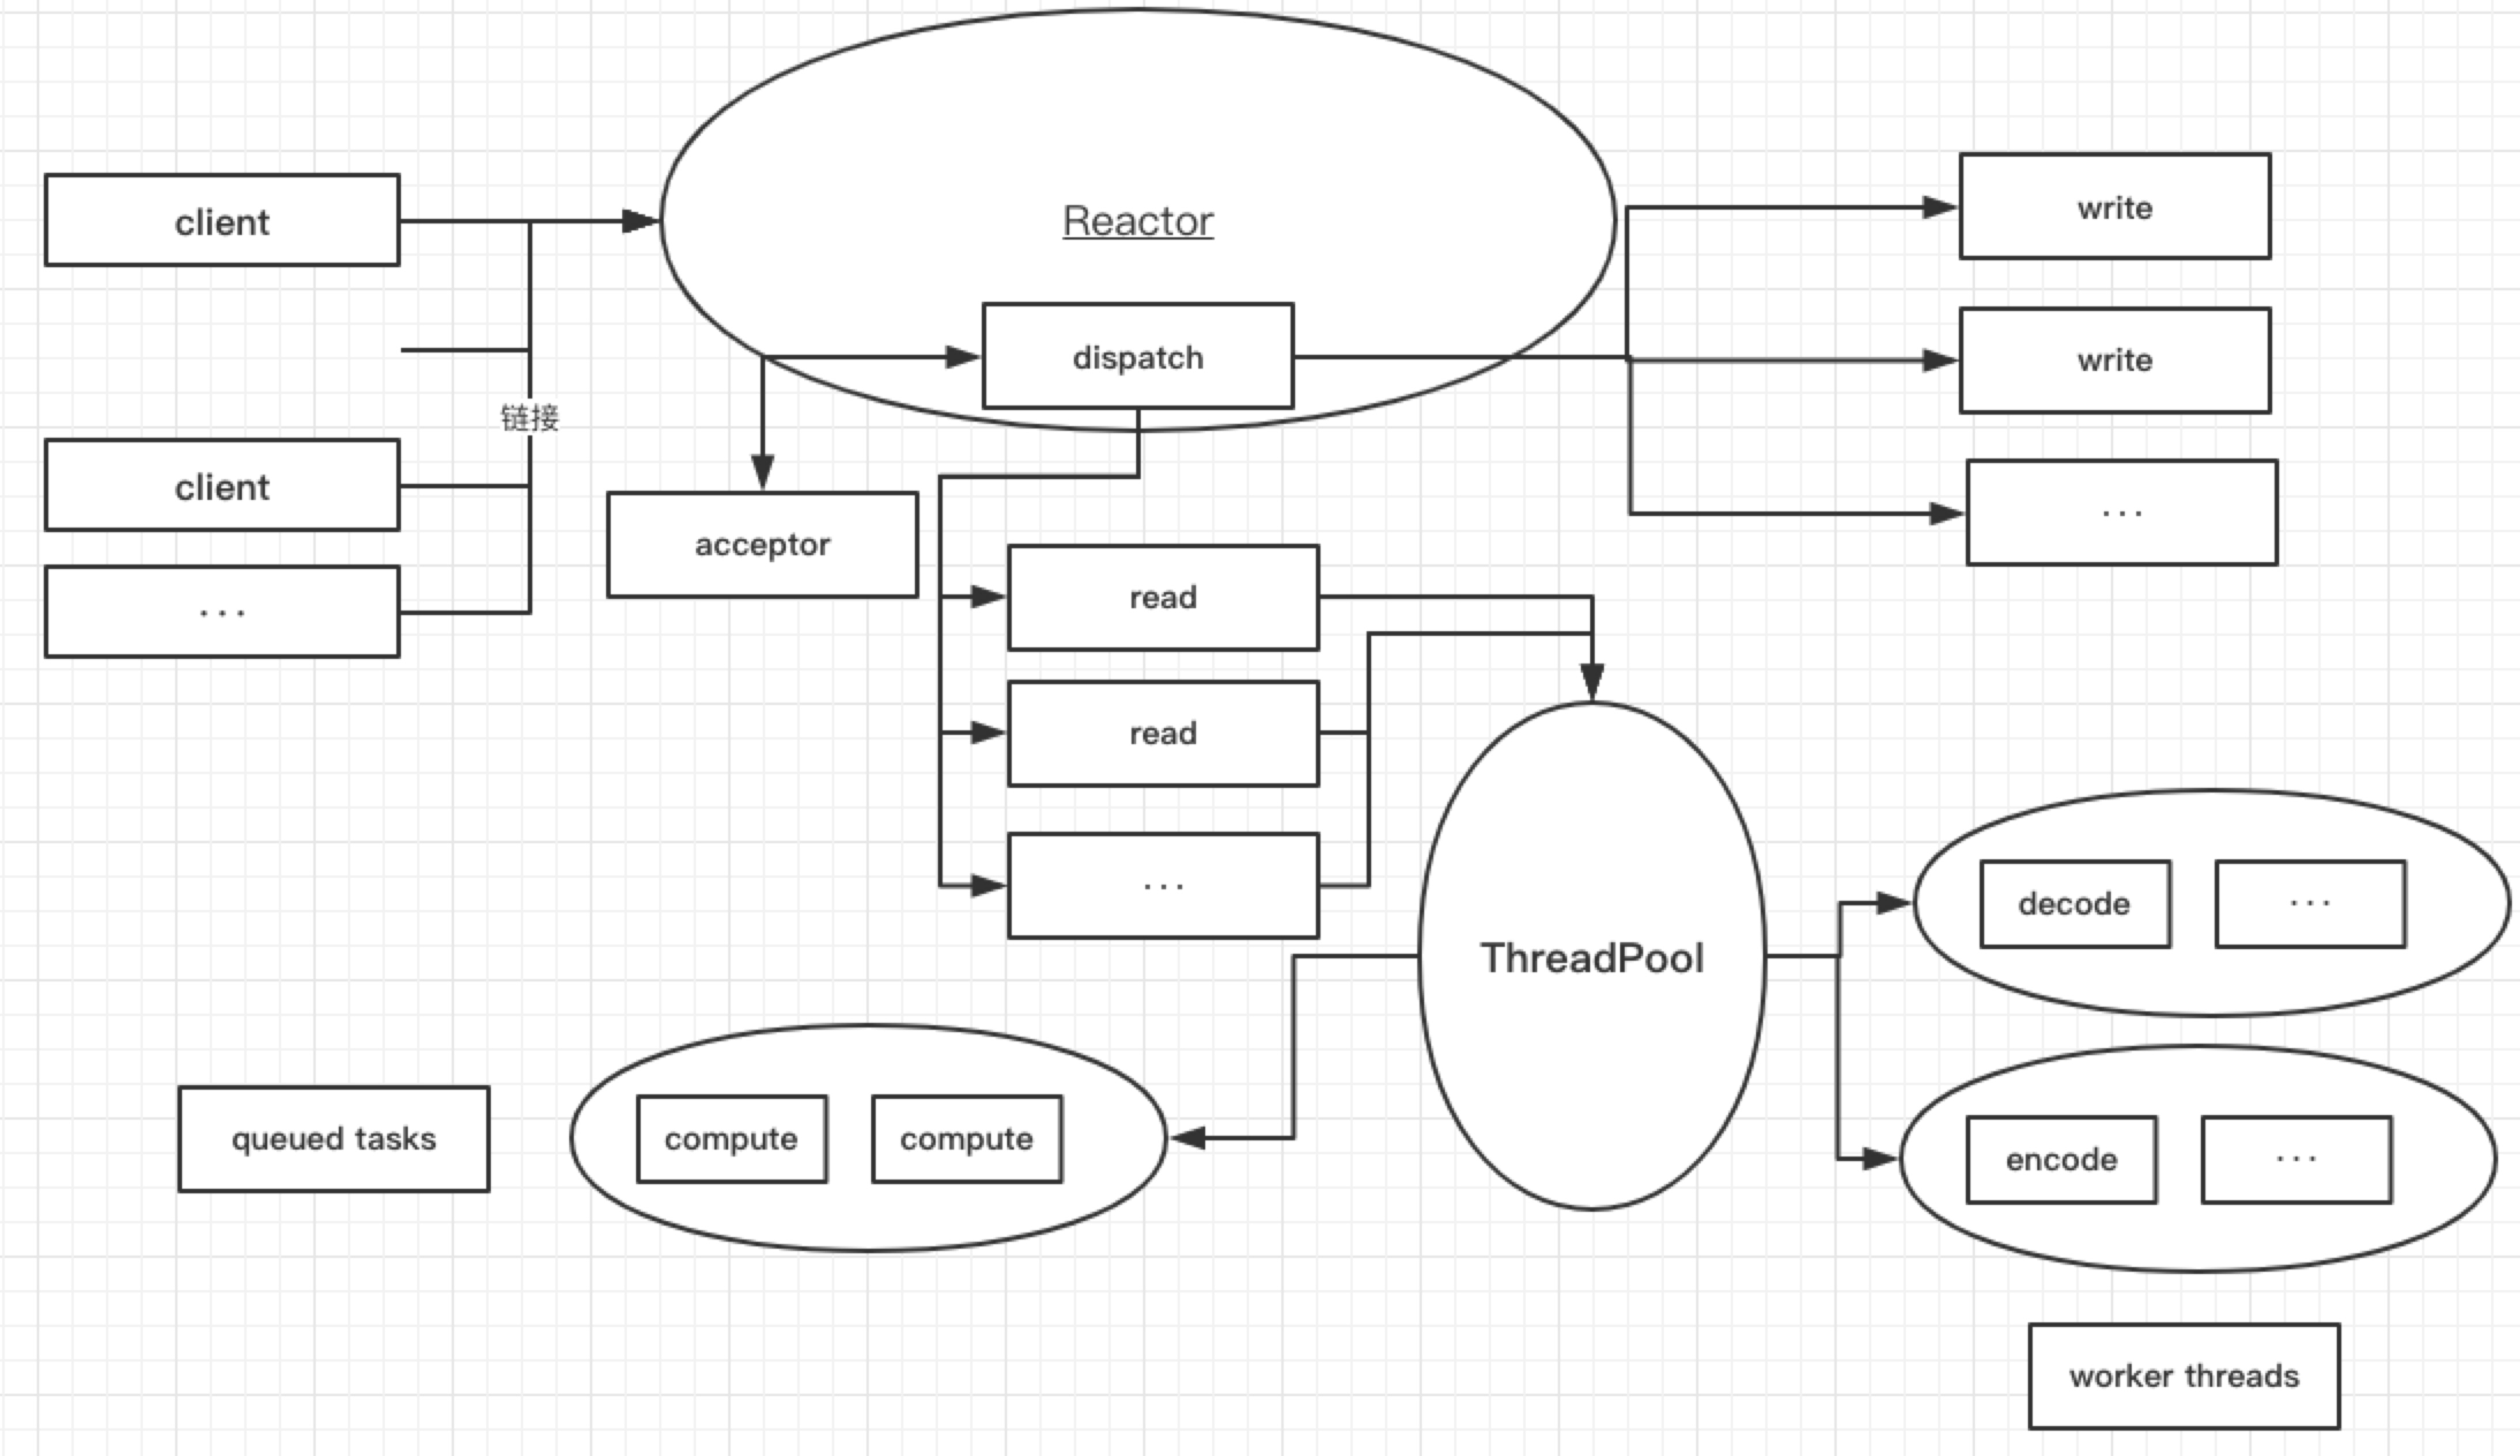 Reactor
client
write
dispatch
write
链接
client
...
acceptor
...
read
...
read
...
decode
...
ThreadPool
queued tasks
compute
compute
encode
...
worker threads